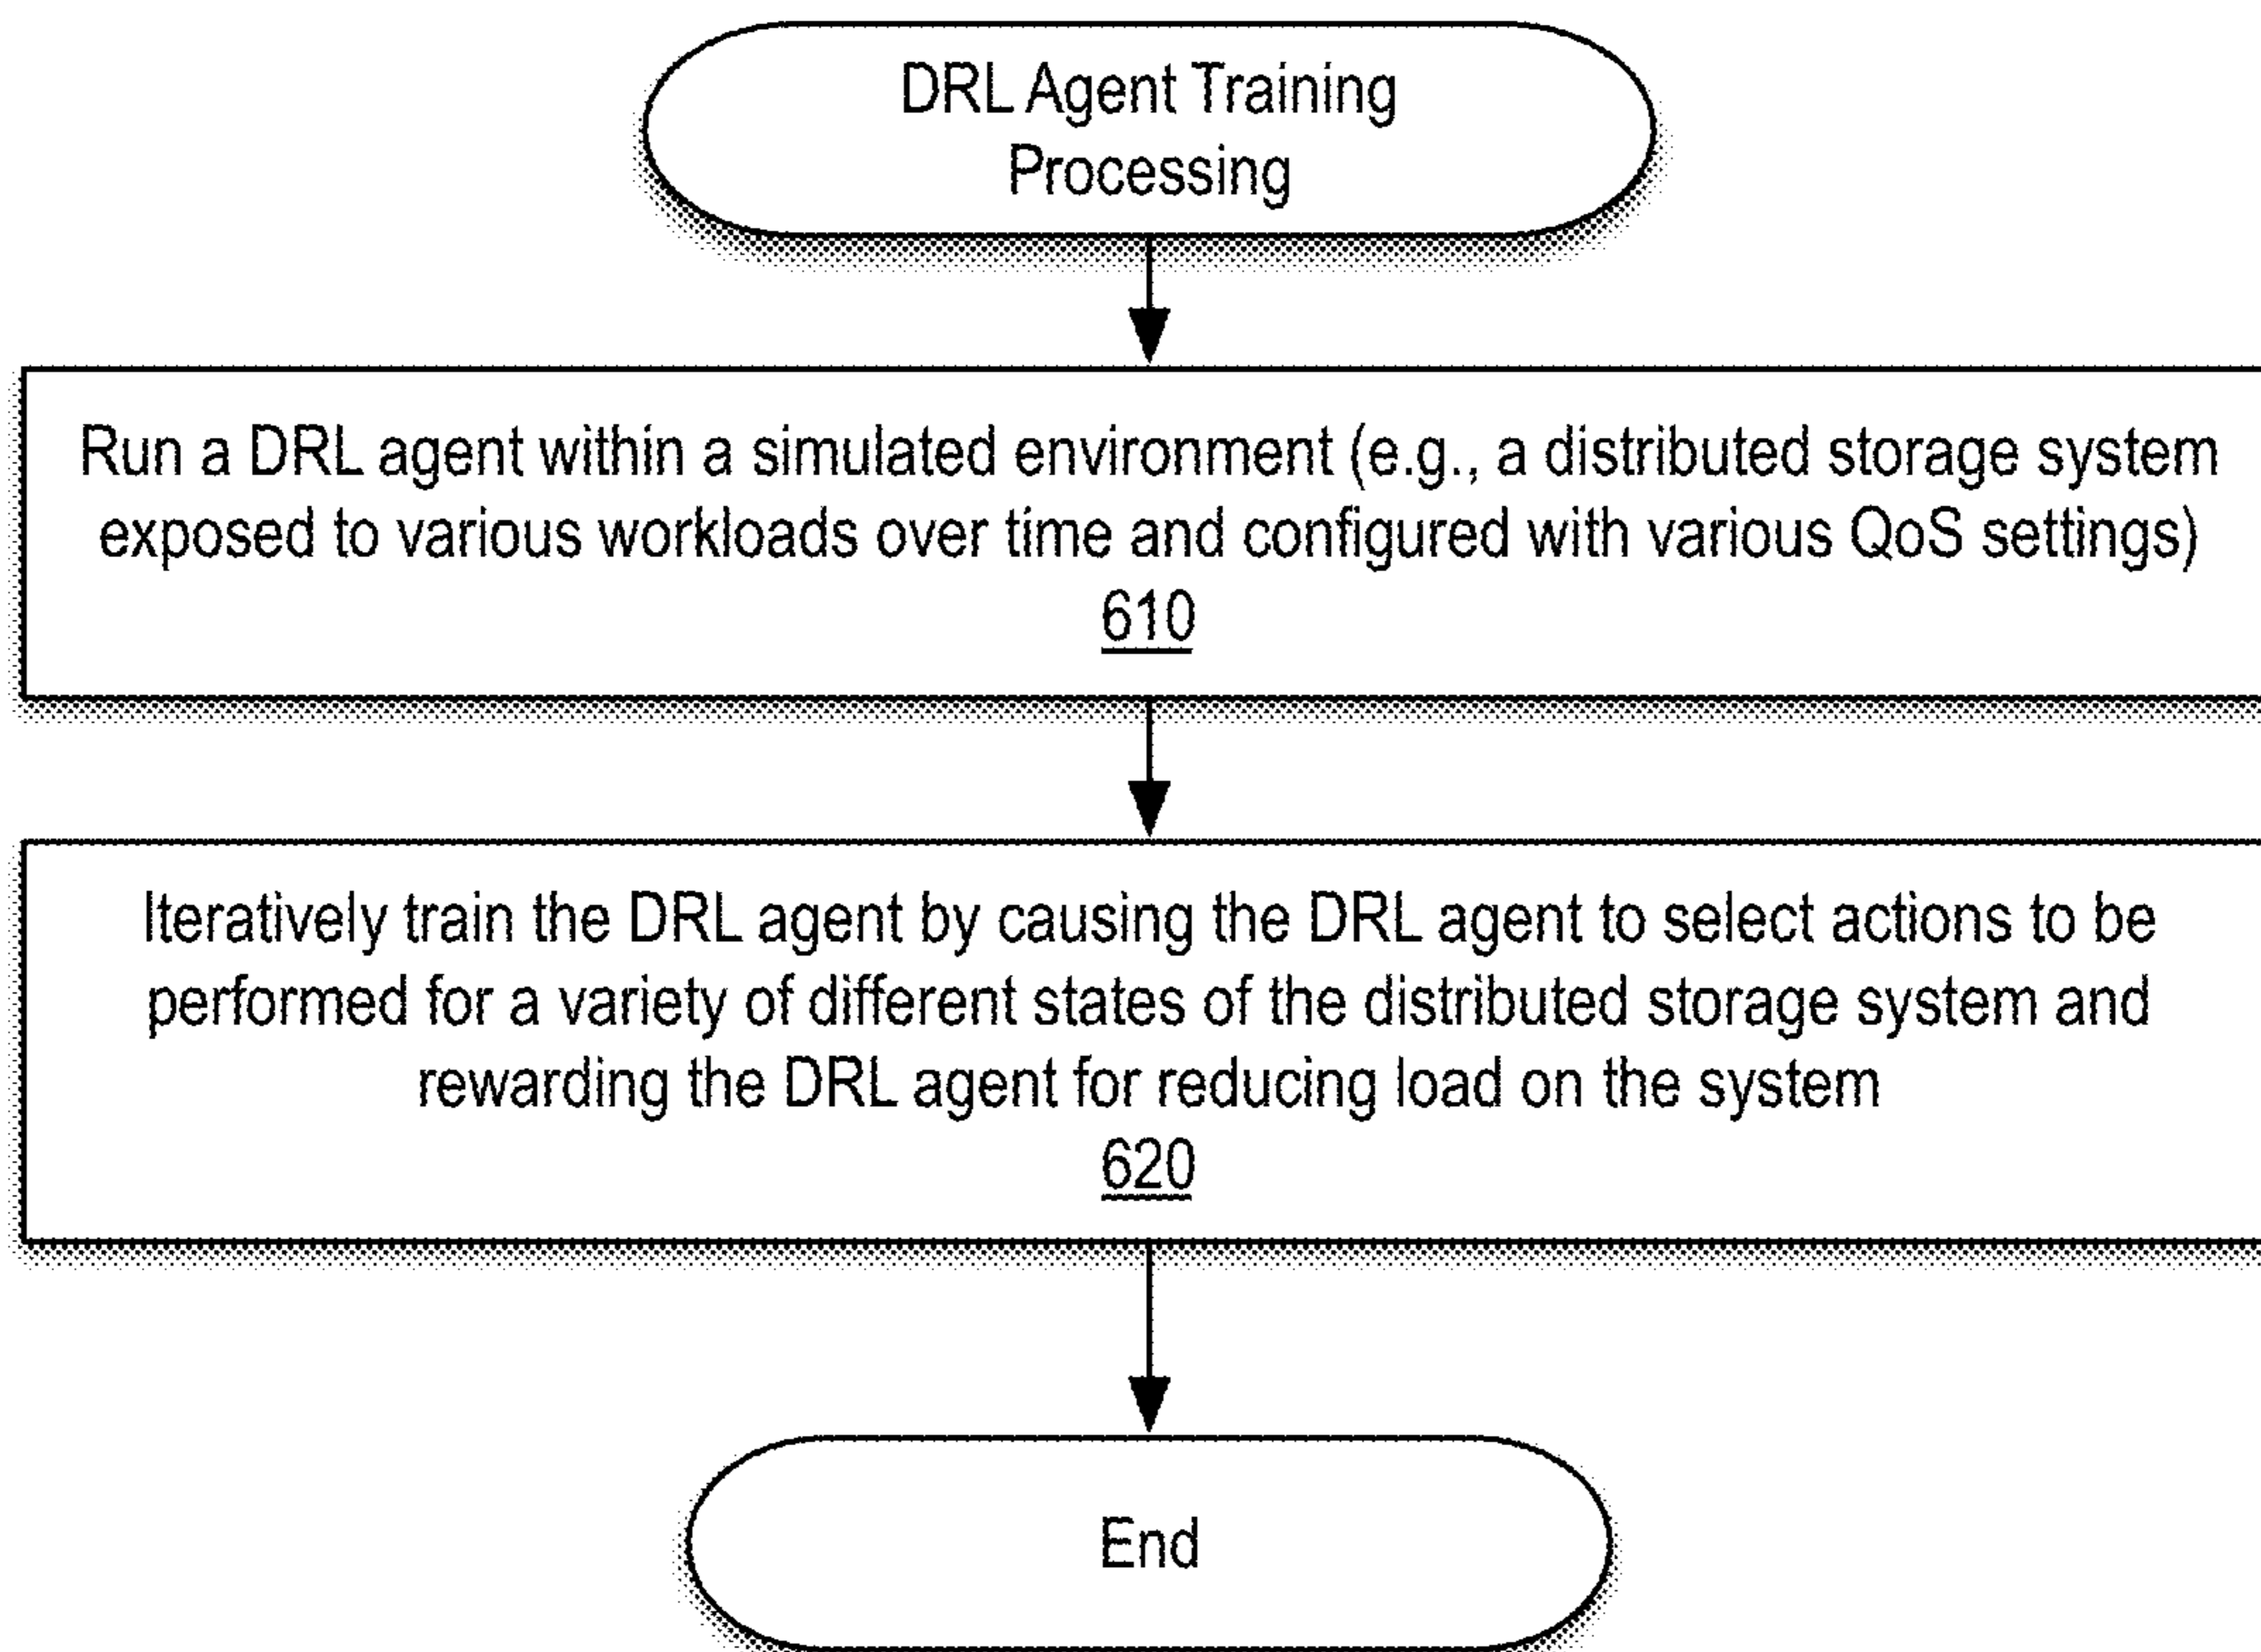 DRL Agent Training
Processing
Run a DRL agent within a simulated environment (e.g., a distributed storage system
exposed to various workloads over time and configured with various QoS settings)
610
Iteratively train the DRL agent by causing the DRL agent to select actions to be
performed for a variety of different states of the distributed storage system and
rewarding the DRL agent for reducing load on the system
620
End